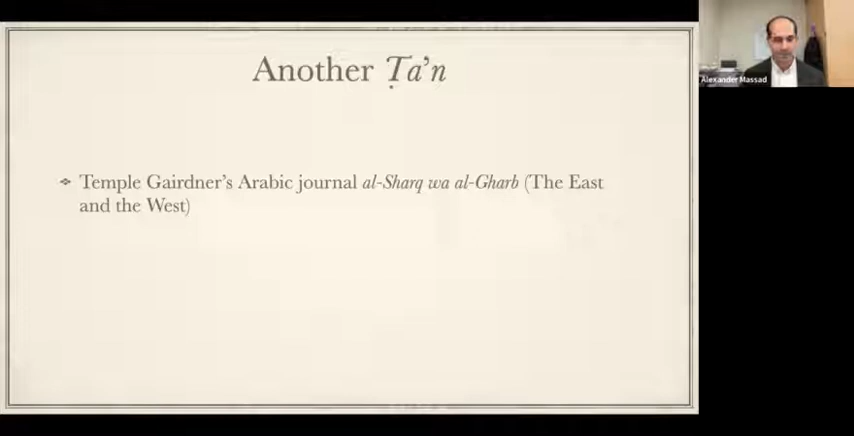 Another Ṭa’n
Temple Gairdner’s Arabic journal al-Sharq wa al-Gharb (The East
and the West)
Alexander Massad